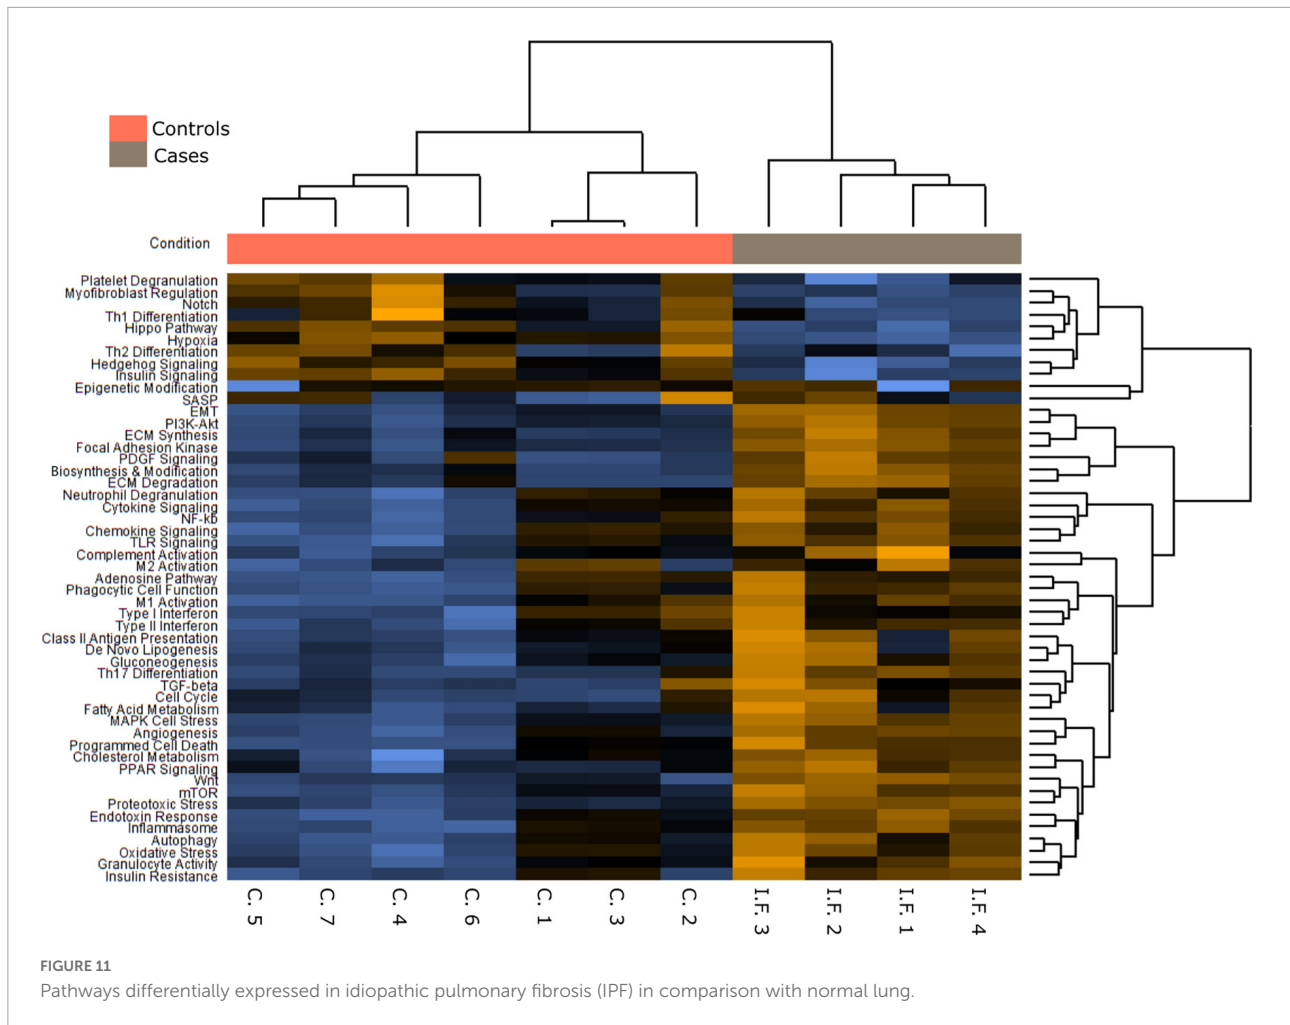 Controls
Cases
Condition
Platelet Degranulation
Myofibroblast Regulation
Notch
Th1 Differentiation
Hippo Pathway
Hypoxia
Th2 Differentiation
Hedgehog Signaling
Insulin Signaling
Epigenetic Modification
SASP
EMT
PI3K-Akt
ECM Synthesis
Focal Adhesion Kinase
PDGF Signaling
Biosynthesis & Modification
ECM Degradation
Neutrophil Degranulation
Cytokine Signaling
NF-kb
Chemokine Signaling
TLR Signaling
Complement Activation
M2 Activation
Adenosine Pathway
Phagocytic Cell Function
M1 Activation
Type I Interferon
Type II Interferon
Class II Antigen Presentation
De Novo Lipogenesis
Gluconeogenesis
Th17 Differentiation
TGF-beta
Cell Cycle
Fatty Acid Metabolism
MAPK Cell Stress
Angiogenesis
Programmed Cell Death
Cholesterol Metabolism
PPAR Signaling
Wnt
mTOR
Proteotoxic Stress
Endotoxin Response
Inflammasome
Autophagy
Oxidative Stress
Granulocyte Activity
Insulin Resistance
C. 5
C. 7
C. 4
C. 6
C. 1
C. 3
C. 2
I.F. 3
I.F. 2
I.F. 1
I.F. 4
FIGURE 11
Pathways differentially expressed in idiopathic pulmonary fibrosis (IPF) in comparison with normal lung.